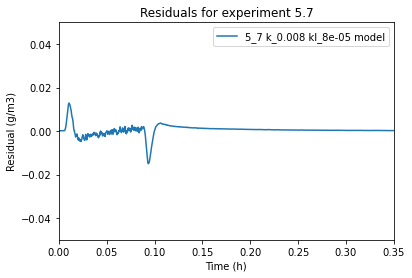 Residuals for experiment 5.7
5_7 k_0.008 kl_8e-05 model
0.04
0.02
0.00
−0.02
−0.04
Residual (g/m3)
0.00 0.05 0.10 0.15 0.20 0.25 0.30 0.35
Time (h)